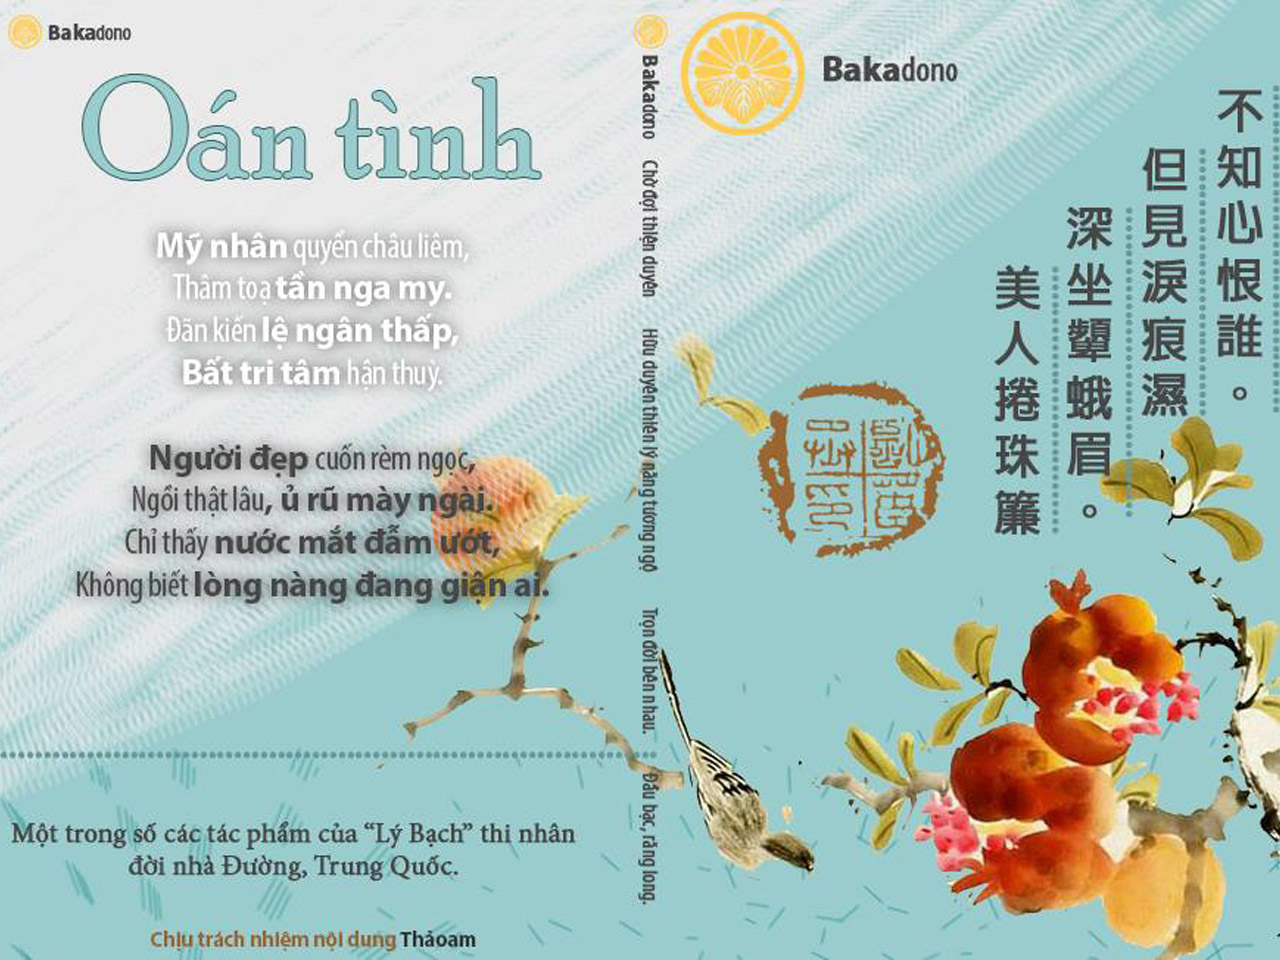 Bakadono
Oán tình
Mỹ nhân quyển châu liêm,
Thâm toạ tần nga my.
Đãn kiến lệ ngân thấp,
Bất tri tâm hận thuỳ.
Người đẹp cuốn rèm ngọc,
Ngồi thật lâu, ủ rũ mày ngài.
Chỉ thấy nước mắt đẫm ướt,
Không biết lòng nàng đang giận ai.
Một trong số các tác phẩm của “Lý Bạch” thi nhân
đời nhà Đường, Trung Quốc.
Chịu trách nhiệm nội dung Thảoam
Bakadono Chờ đợi thiện duyên Hữu duyên thiên lý năng tương ngộ Trọn đời bên nhau. Đầu bạc, răng long.
Bakadono
美人捲珠簾
深坐顰蛾眉。
但見淚痕濕
不知心恨誰。